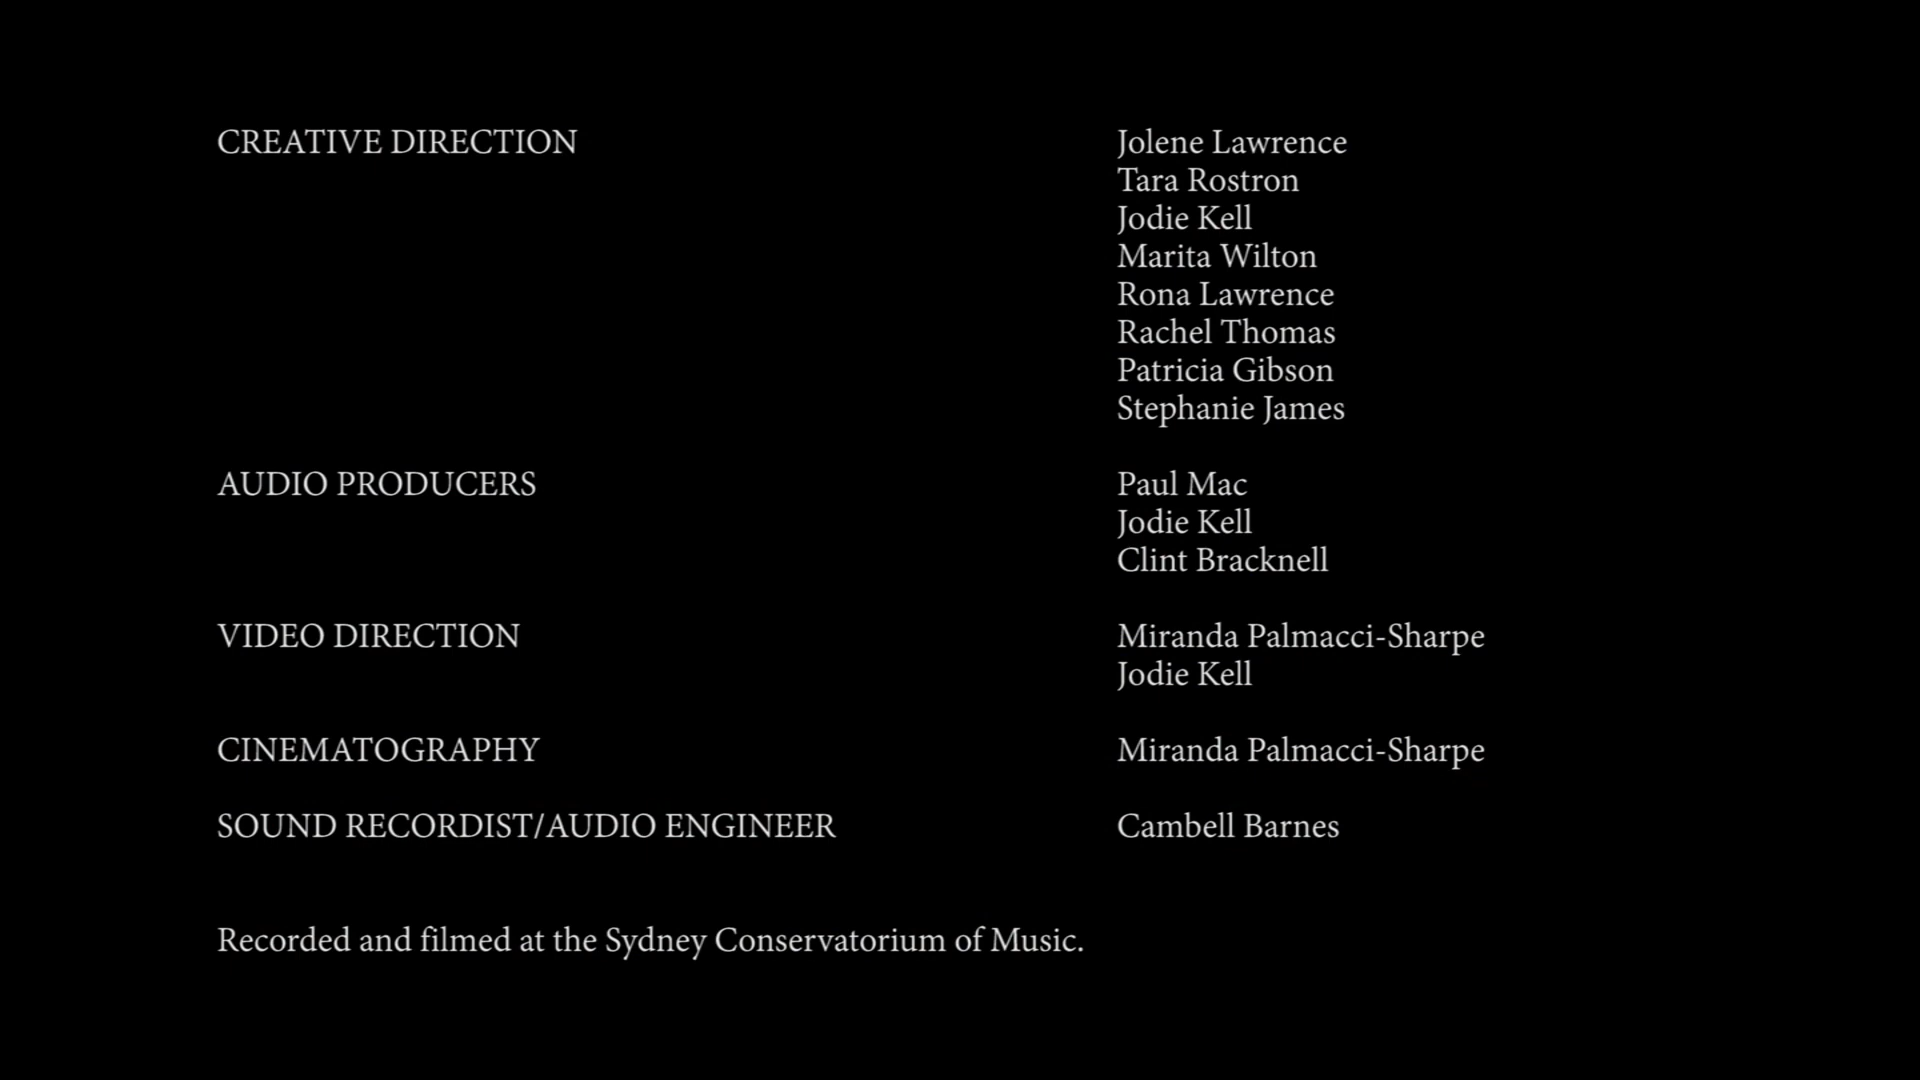 CREATIVE DIRECTION Jolene Lawrence
Tara Rostron
Jodie Kell
Marita Wilton
Rona Lawrence
Rachel Thomas
Patricia Gibson
Stephanie James
AUDIO PRODUCERS Paul Mac
Jodie Kell
Clint Bracknell
VIDEO DIRECTION Miranda Palmacci-Sharpe
Jodie Kell
CINEMATOGRAPHY Miranda Palmacci-Sharpe
SOUND RECORDIST/AUDIO ENGINEER Cambell Barnes
Recorded and filmed at the Sydney Conservatorium of Music.